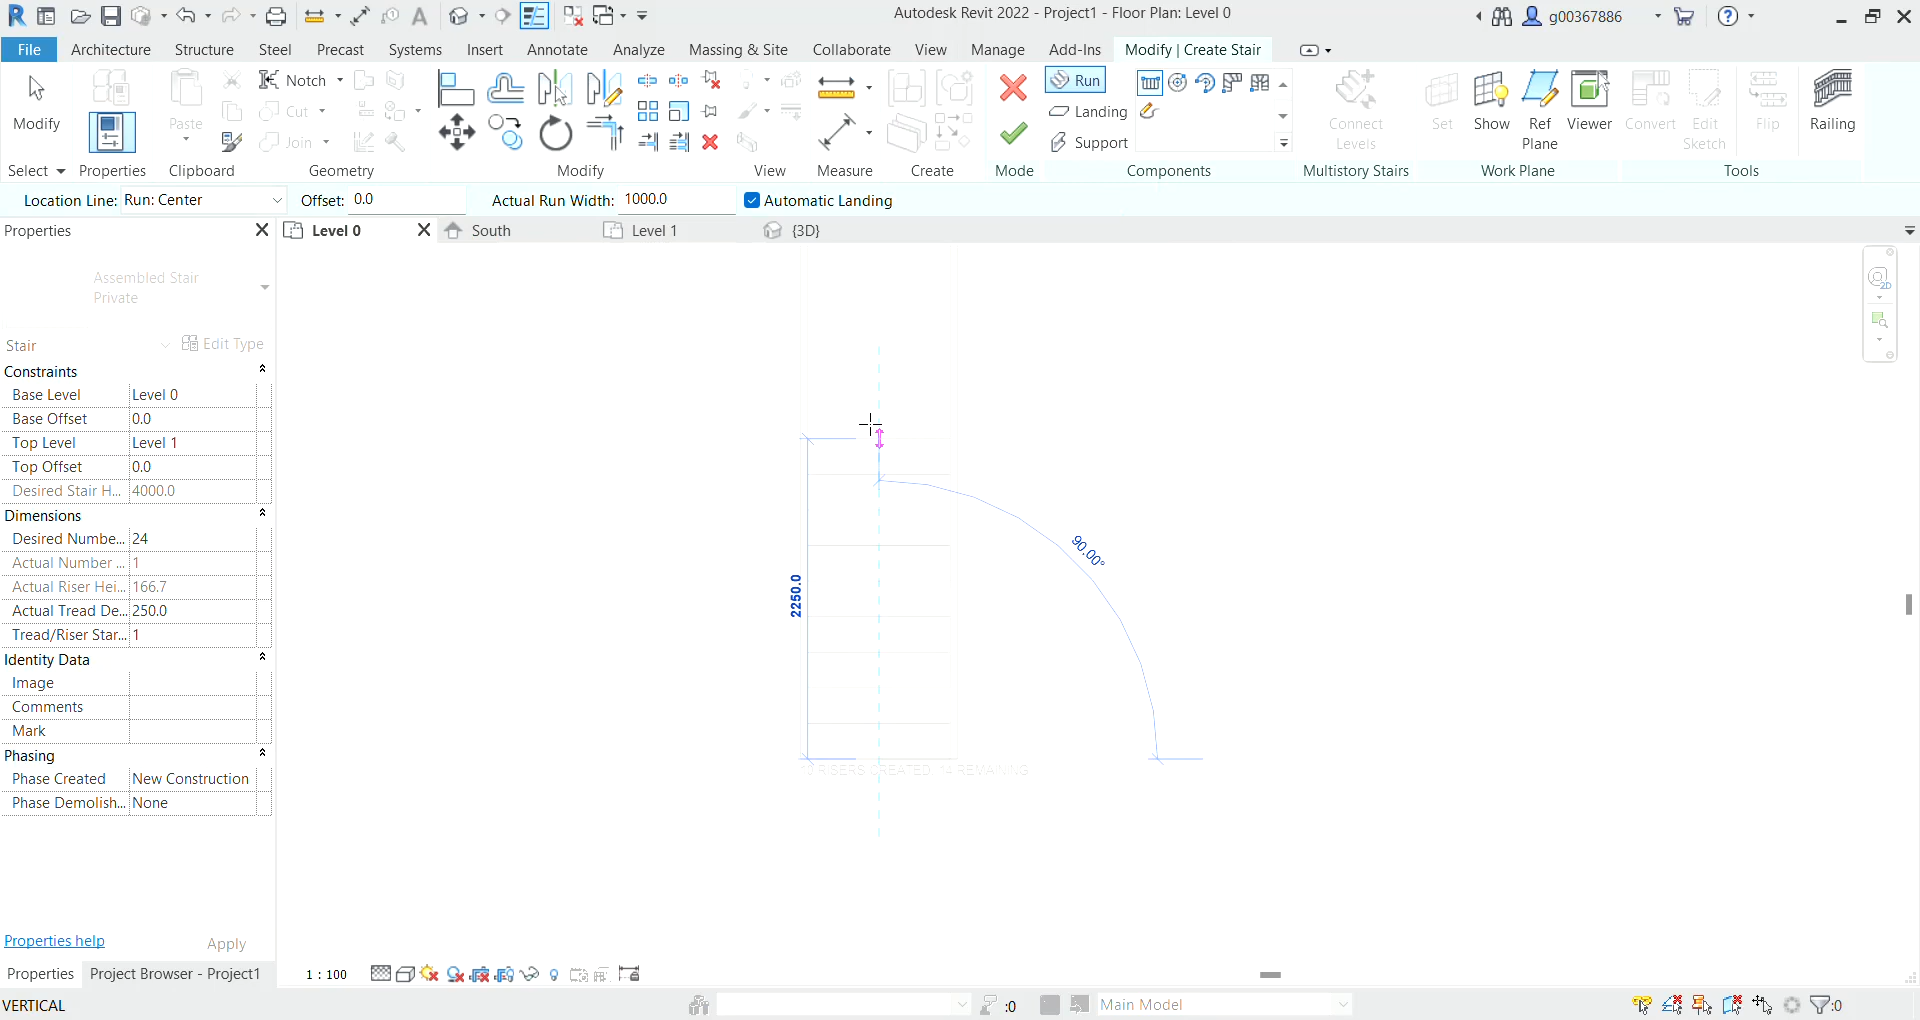 Autodesk Revit 2022 - Project1 - Floor Plan: Level 0
g00367886
File Architecture Structure Steel Precast Systems Insert Annotate Analyze Massing & Site Collaborate View Manage Add-Ins Modify | Create Stair
Modify
Paste
Notch
Cut
Join
Run
Landing
Support
Connect Levels
Set
Show
Ref Plane
Viewer
Convert
Edit Sketch
Flip
Railing
Select Properties Clipboard Geometry Modify View Measure Create Mode Components Multistory Stairs Work Plane Tools
Location Line: Run: Center Offset: 0.0 Actual Run Width: 1000.0 Automatic Landing
Properties
Level 0 South Level 1 {3D}
Assembled Stair
Private
Stair Edit Type
Constraints
Base Level Level 0
Base Offset 0.0
Top Level Level 1
Top Offset 0.0
Desired Stair H... 4000.0
Dimensions
Desired Numbe... 24
Actual Number ... 1
Actual Riser Hei... 166.7
Actual Tread De... 250.0
Tread/Riser Star... 1
Identity Data
Image
Comments
Mark
Phasing
Phase Created New Construction
Phase Demolish... None
2D
90.00°
2250.0
10 RISERS CREATED, 14 REMAINING
Properties help Apply
Properties Project Browser - Project1
1 : 100
VERTICAL
:0
Main Model
:0